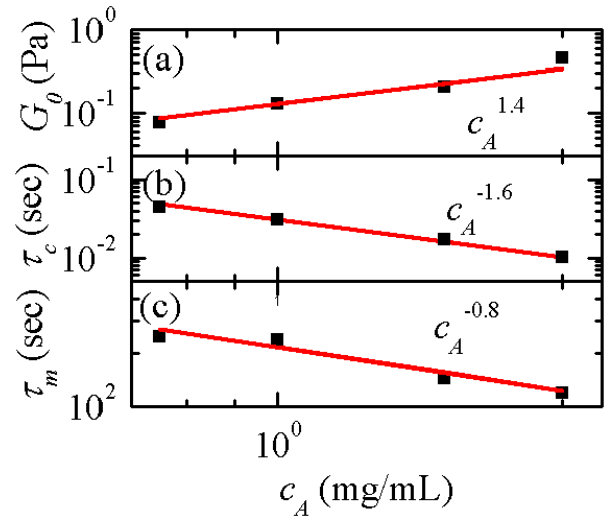 10^0
G_0 (Pa)
(a)
10^-1
c_A^1.4
10^-1
τ_c (sec)
(b)
c_A^-1.6
10^-2
τ_m (sec)
(c)
c_A^-0.8
10^2
10^0
c_A (mg/mL)